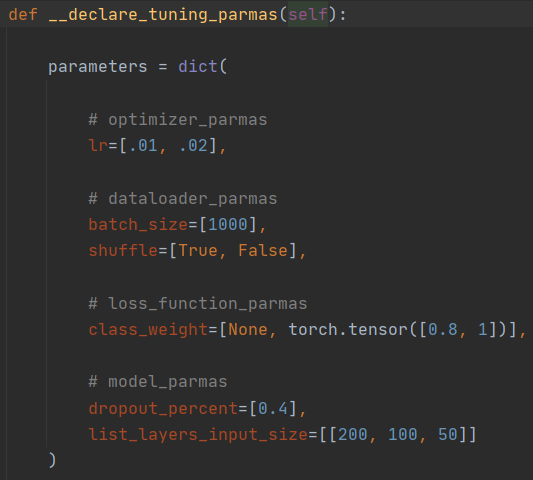 def __declare_tuning_parmas(self):
parameters = dict(
# optimizer_parmas
lr=[.01, .02],
# dataloader_parmas
batch_size=[1000],
shuffle=[True, False],
# loss_function_parmas
class_weight=[None, torch.tensor([0.8, 1])],
# model_parmas
dropout_percent=[0.4],
list_layers_input_size=[[200, 100, 50]]
)